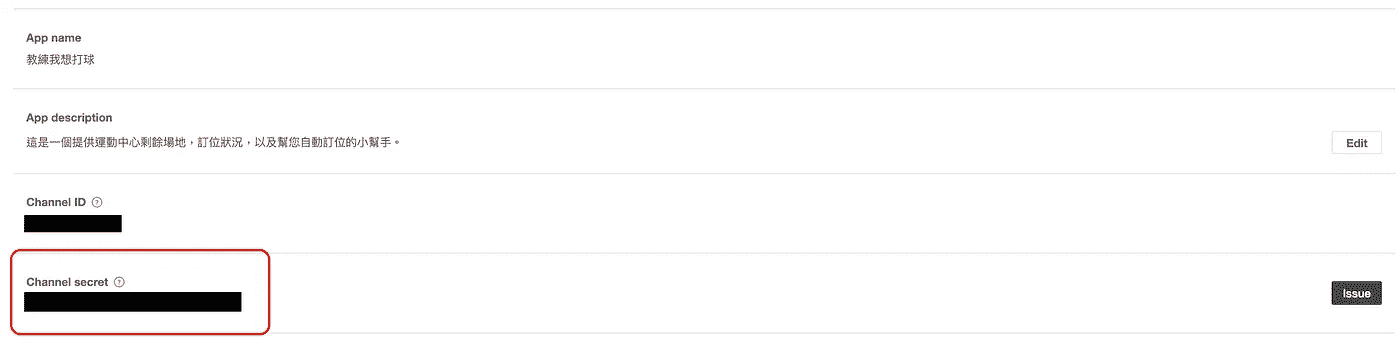 App name
教練我想打球
App description
這是一個提供運動中心剩餘場地，訂位狀況，以及幫您自動訂位的小幫手。
Edit
Channel ID ?
Channel secret ?
Issue